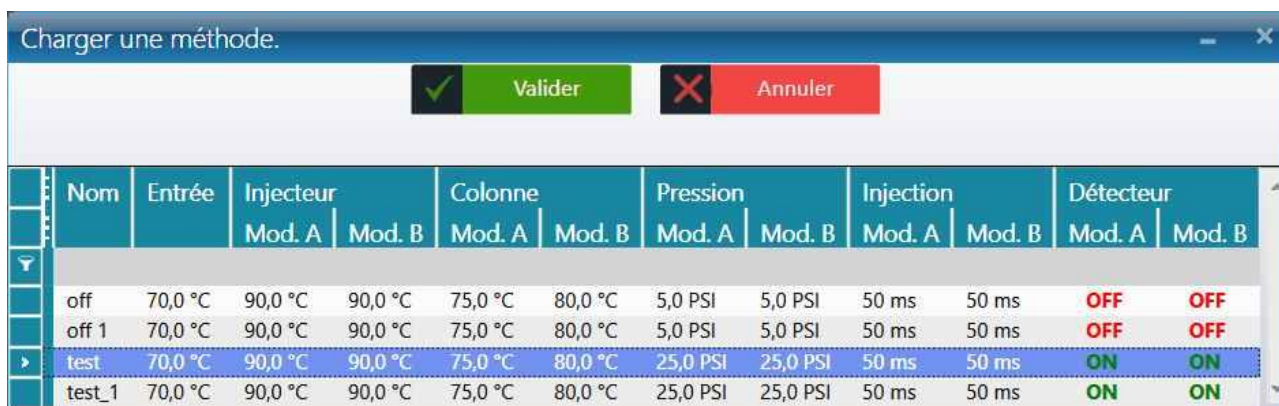 Charger une méthode.
Valider Annuler
Nom Entrée Injecteur Colonne Pression Injection Détecteur
Mod. A Mod. B Mod. A Mod. B Mod. A Mod. B Mod. A Mod. B Mod. A Mod. B
off 70,0 °C 90,0 °C 90,0 °C 75,0 °C 80,0 °C 5,0 PSI 5,0 PSI 50 ms 50 ms OFF OFF
off 1 70,0 °C 90,0 °C 90,0 °C 75,0 °C 80,0 °C 5,0 PSI 5,0 PSI 50 ms 50 ms OFF OFF
test 70,0 °C 90,0 °C 90,0 °C 75,0 °C 80,0 °C 25,0 PSI 25,0 PSI 50 ms 50 ms ON ON
test_1 70,0 °C 90,0 °C 90,0 °C 75,0 °C 80,0 °C 25,0 PSI 25,0 PSI 50 ms 50 ms ON ON